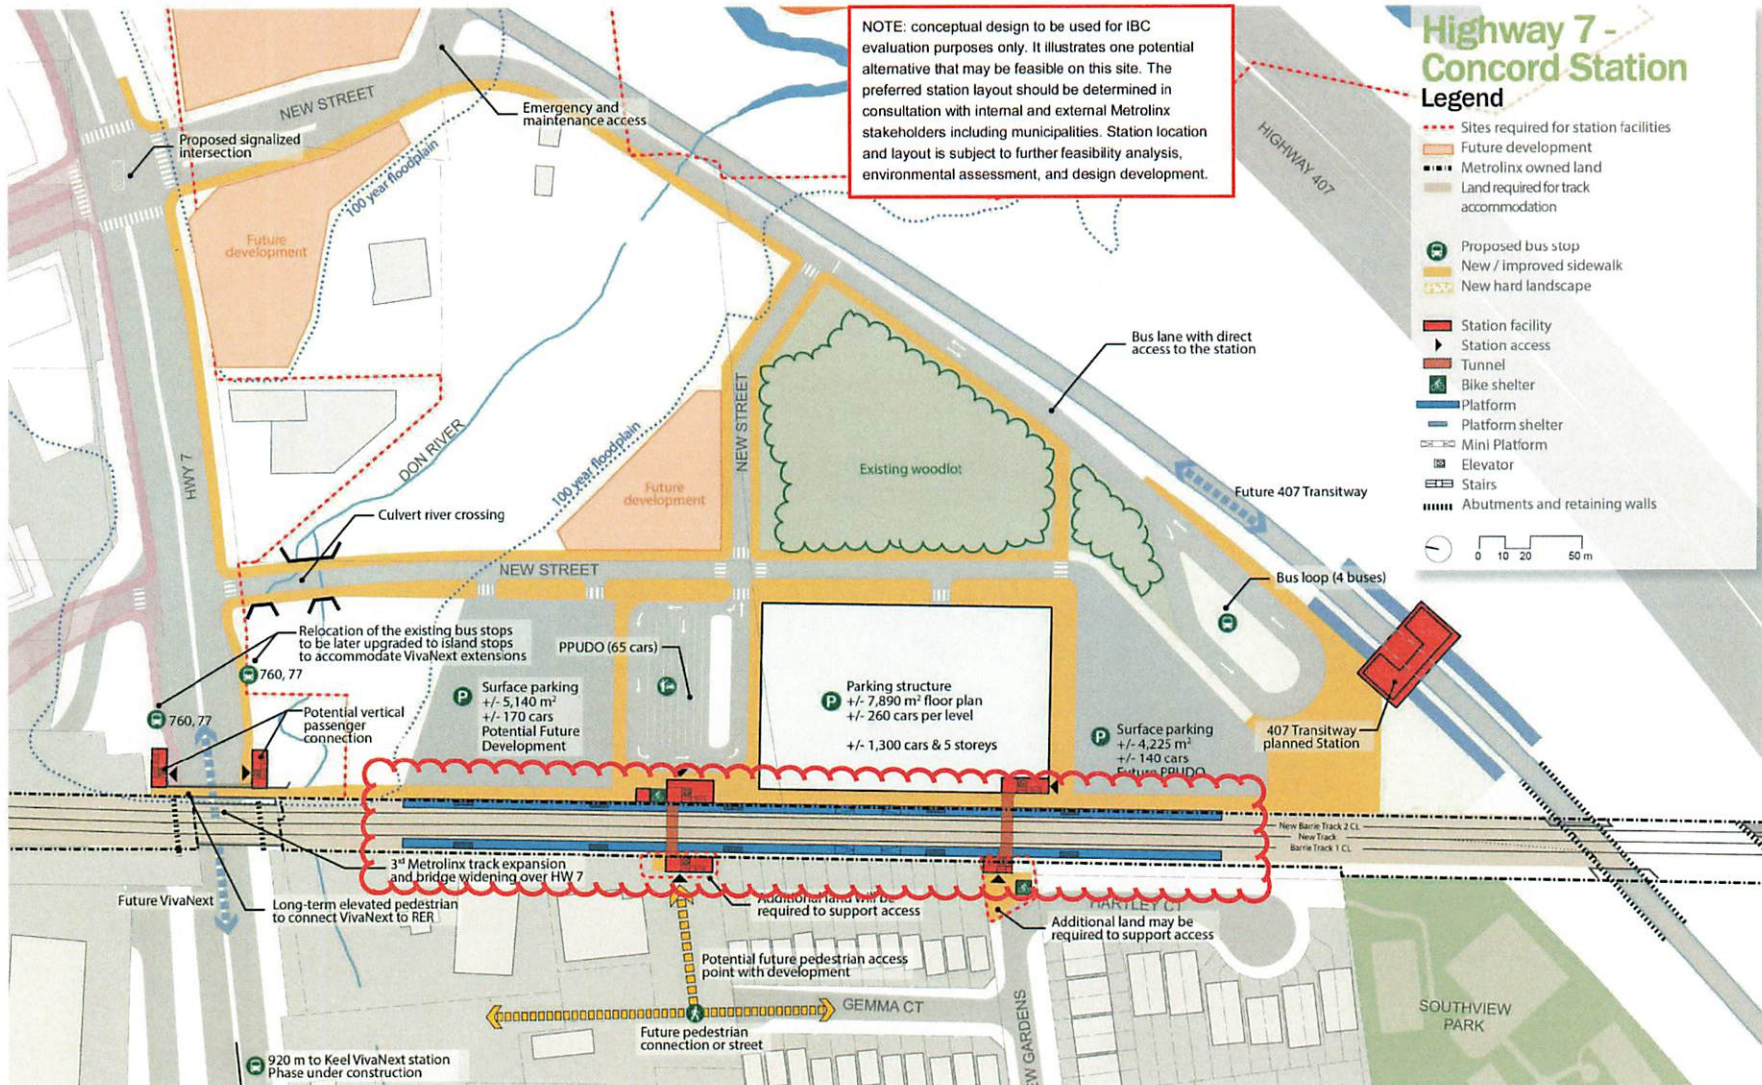 NOTE: conceptual design to be used for IBC
evaluation purposes only. It illustrates one potential
alternative that may be feasible on this site. The
preferred station layout should be determined in
consultation with internal and external Metrolinx
stakeholders including municipalities. Station location
and layout is subject to further feasibility analysis,
environmental assessment, and design development.
Highway 7 -
Concord Station
Legend
Sites required for station facilities
Future development
Metrolinx owned land
Land required for track
accommodation
Proposed bus stop
New / improved sidewalk
New hard landscape
Station facility
Station access
Tunnel
Bike shelter
Platform
Platform shelter
Mini Platform
Elevator
Stairs
Abutments and retaining walls
0 10 20 50 m
HIGHWAY 407
NEW STREET
Emergency and
maintenance access
Proposed signalized
intersection
100 year floodplain
Future
development
Bus lane with direct
access to the station
NEW STREET
DON RIVER
HWY 7
Existing woodlot
100 year floodplain
Future
development
Future 407 Transitway
Culvert river crossing
NEW STREET
Bus loop (4 buses)
Relocation of the existing bus stops
to be later upgraded to island stops
to accommodate VivaNext extensions
760, 77
760, 77
Potential vertical
passenger
connection
PPUDO (65 cars)
P
Surface parking
+/- 5,140 m²
+/- 170 cars
Potential Future
Development
P
Parking structure
+/- 7,890 m² floor plan
+/- 260 cars per level
+/- 1,300 cars & 5 storeys
P
Surface parking
+/- 4,225 m²
+/- 140 cars
Future PPUDO
407 Transitway
planned Station
New Barrie Track 2 CL
New Track
Barrie Track 1 CL
3rd Metrolinx track expansion
and bridge widening over HW 7
Future VivaNext
Long-term elevated pedestrian
to connect VivaNext to RER
Additional land will be
required to support access
HARTLEY CT
Additional land may be
required to support access
Potential future pedestrian access
point with development
GEMMA CT
Future pedestrian
connection or street
EW GARDENS
SOUTHVIEW
PARK
920 m to Keel VivaNext station
Phase under construction